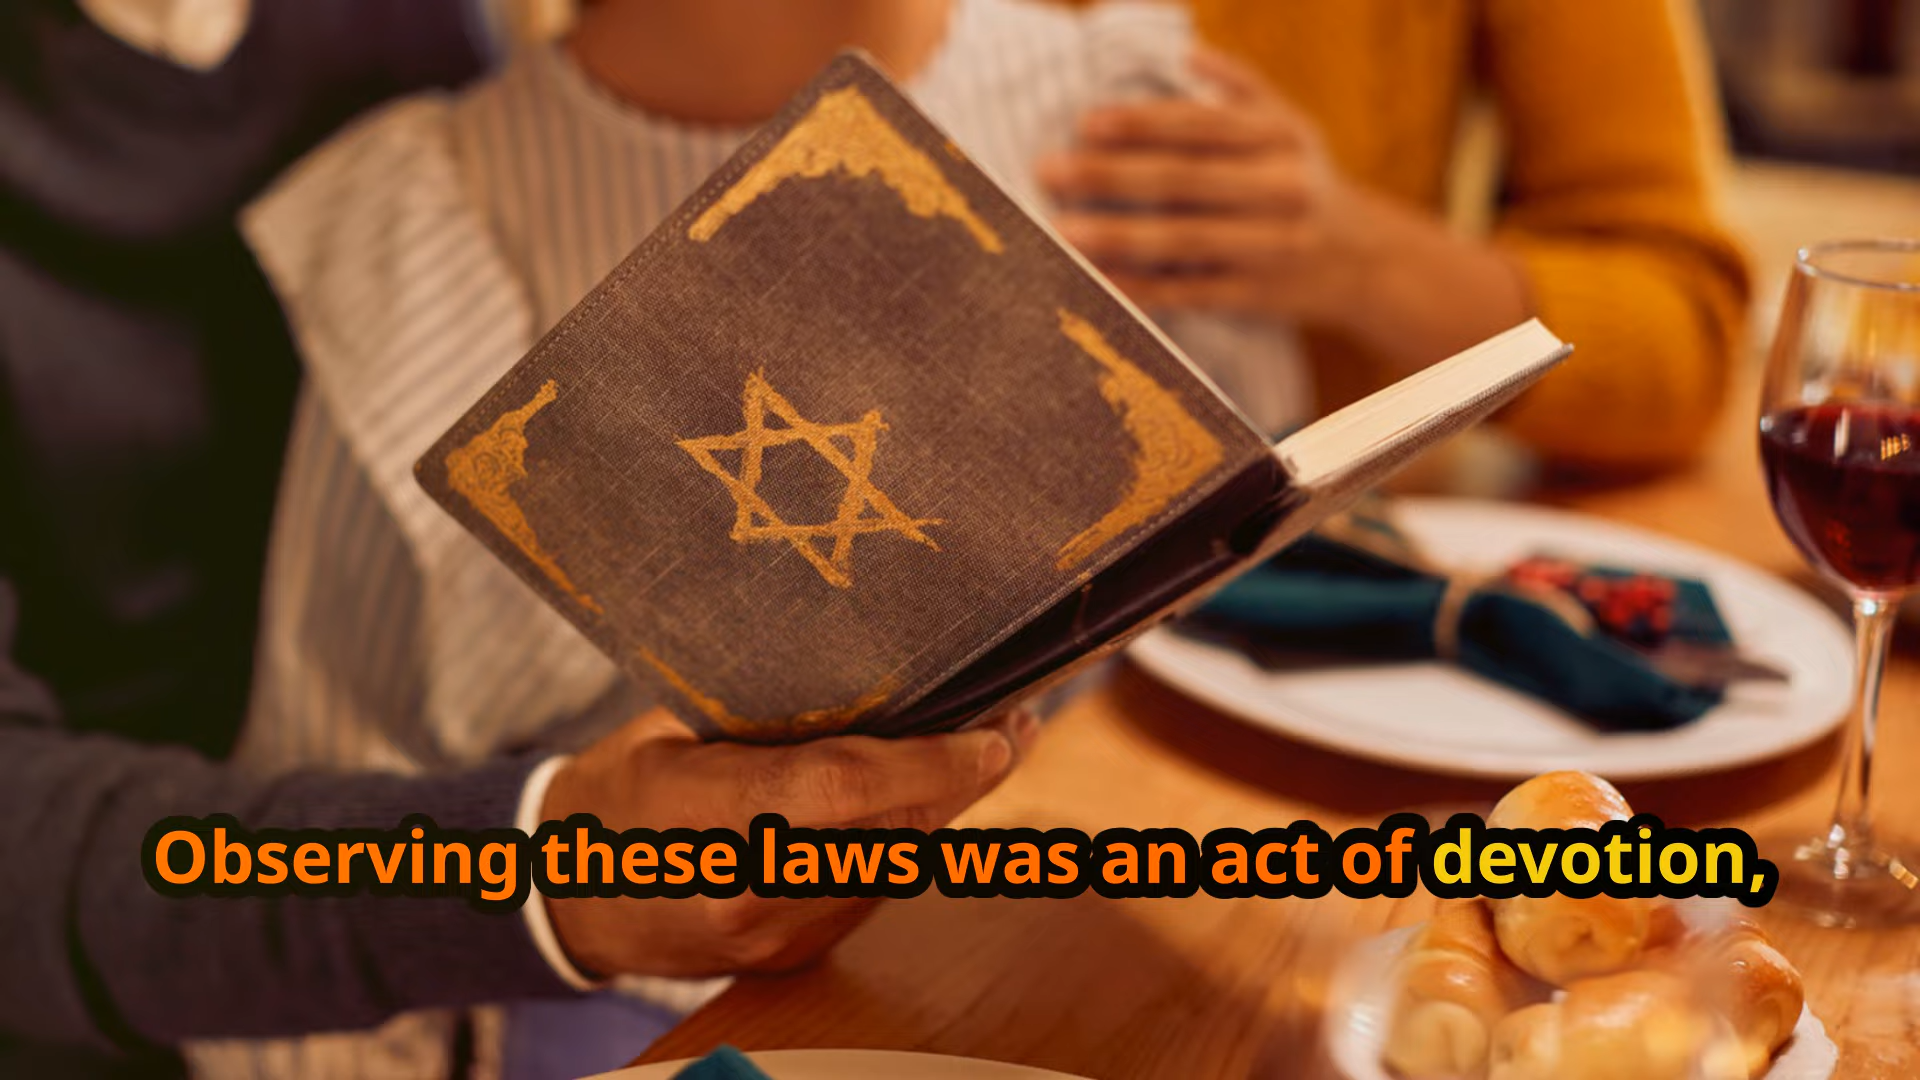 Observing these laws was an act of devotion,